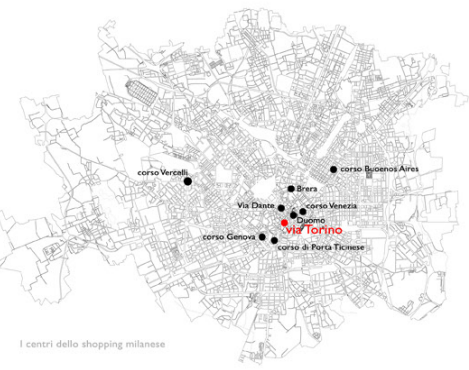 corso Buoenos Aires
corso Vercelli
Brera
Via Dante
corso Venezia
Duomo
via Torino
corso Genova
corso di Porta Ticinese
I centri dello shopping milanese